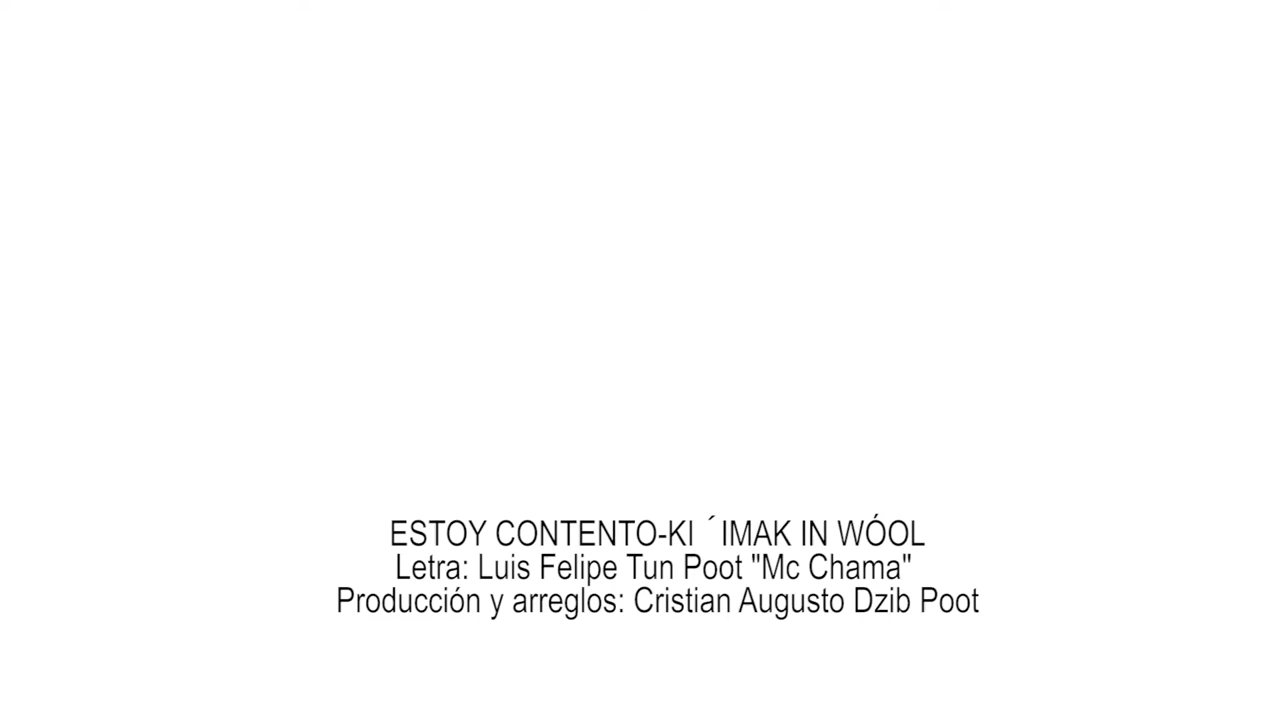 ESTOY CONTENTO-KI ´IMAK IN WÓOL
Letra: Luis Felipe Tun Poot "Mc Chama"
Producción y arreglos: Cristian Augusto Dzib Poot